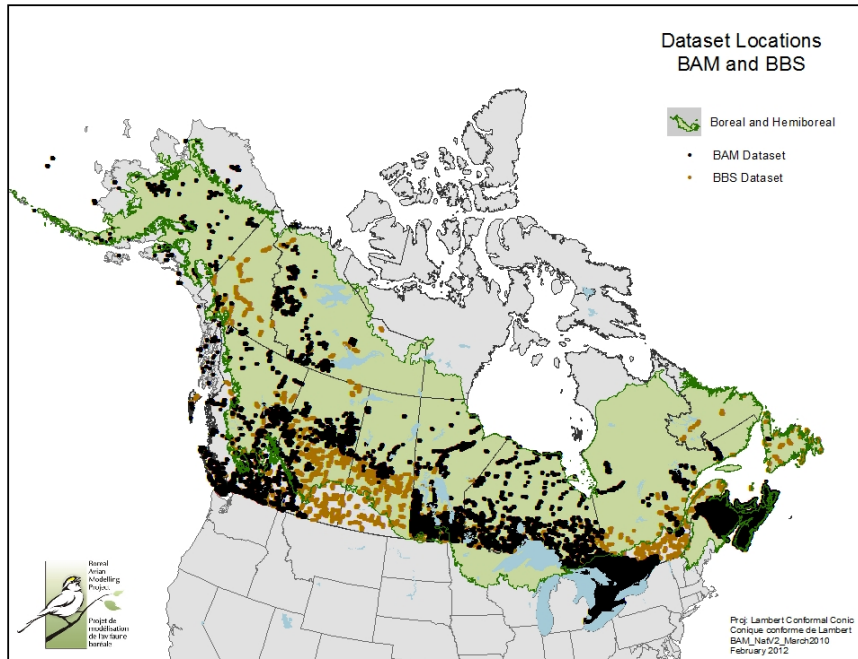 Dataset Locations
BAM and BBS
Boreal and Hemiboreal
BAM Dataset
BBS Dataset
Boreal
Avian
Modelling
Project
Projet de
modélisation
de l'avifaune
boréale
Proj: Lambert Conformal Conic
Conique conforme de Lambert
BAM_NatV2_March2010
February 2012